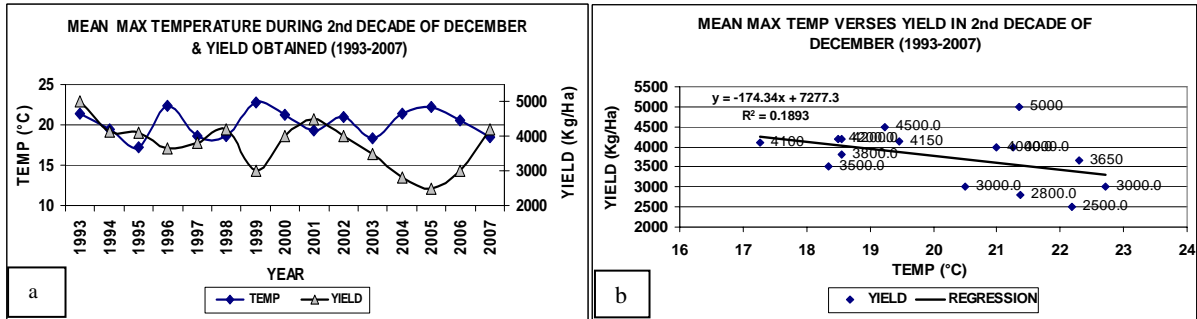 MEAN MAX TEMPERATURE DURING 2nd DECADE OF DECEMBER
& YIELD OBTAINED (1993-2007)
25
20
15
10
TEMP (°C)
5000
4000
3000
2000
YIELD (Kg/Ha)
1993
1994
1995
1996
1997
1998
1999
2000
2001
2002
2003
2004
2005
2006
2007
YEAR
TEMP YIELD
a
MEAN MAX TEMP VERSES YIELD IN 2nd DECADE OF
DECEMBER (1993-2007)
5500
5000
4500
4000
3500
3000
2500
2000
YIELD (Kg/Ha)
y = -174.34x + 7277.3
R² = 0.1893
5000
4500.0
4100
4200.0
4150
3800.0
3500.0
4000.0
3650
3000.0
3000.0
2800.0
2500.0
16 17 18 19 20 21 22 23 24
TEMP (°C)
YIELD REGRESSION
b